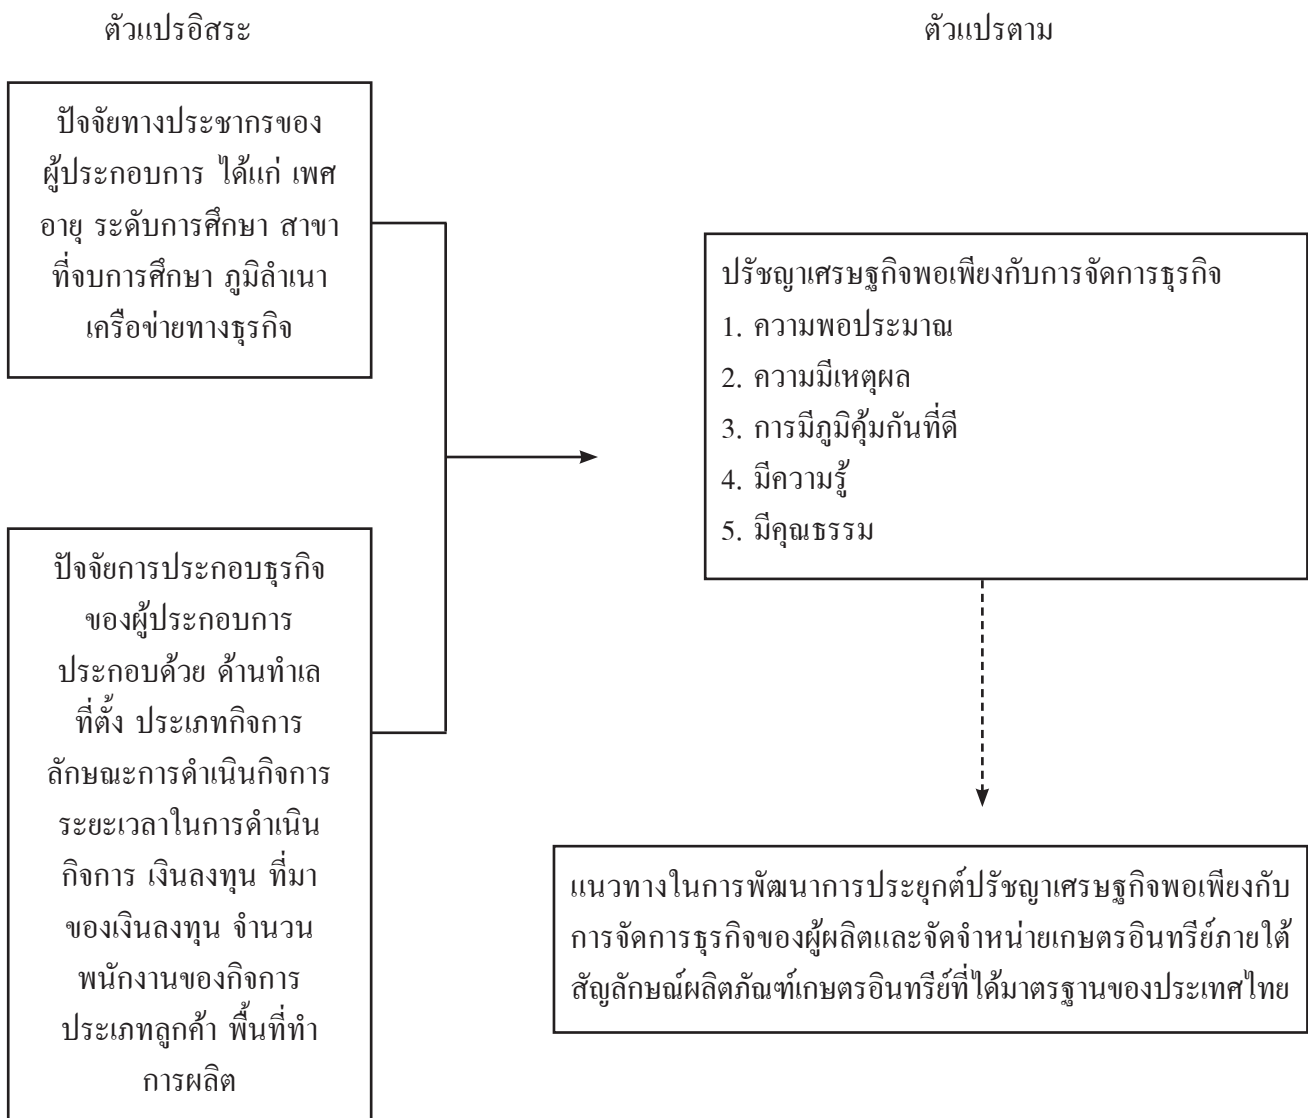 ตัวแปรอิสระ
ตัวแปรตาม
ปัจจัยทางประชากรของ
ผู้ประกอบการ ได้แก่ เพศ
อายุ ระดับการศึกษา สาขา
ที่จบการศึกษา ภูมิลำเนา
เครือข่ายทางธุรกิจ
ปัจจัยการประกอบธุรกิจ
ของผู้ประกอบการ
ประกอบด้วย ด้านทำเล
ที่ตั้ง ประเภทกิจการ
ลักษณะการดำเนินกิจการ
ระยะเวลาในการดำเนิน
กิจการ เงินลงทุน ที่มา
ของเงินลงทุน จำนวน
พนักงานของกิจการ
ประเภทลูกค้า พื้นที่ทำ
การผลิต
ปรัชญาเศรษฐกิจพอเพียงกับการจัดการธุรกิจ
1. ความพอประมาณ
2. ความมีเหตุผล
3. การมีภูมิคุ้มกันที่ดี
4. มีความรู้
5. มีคุณธรรม
แนวทางในการพัฒนาการประยุกต์ปรัชญาเศรษฐกิจพอเพียงกับ
การจัดการธุรกิจของผู้ผลิตและจัดจำหน่ายเกษตรอินทรีย์ภายใต้
สัญลักษณ์ผลิตภัณฑ์เกษตรอินทรีย์ที่ได้มาตรฐานของประเทศไทย